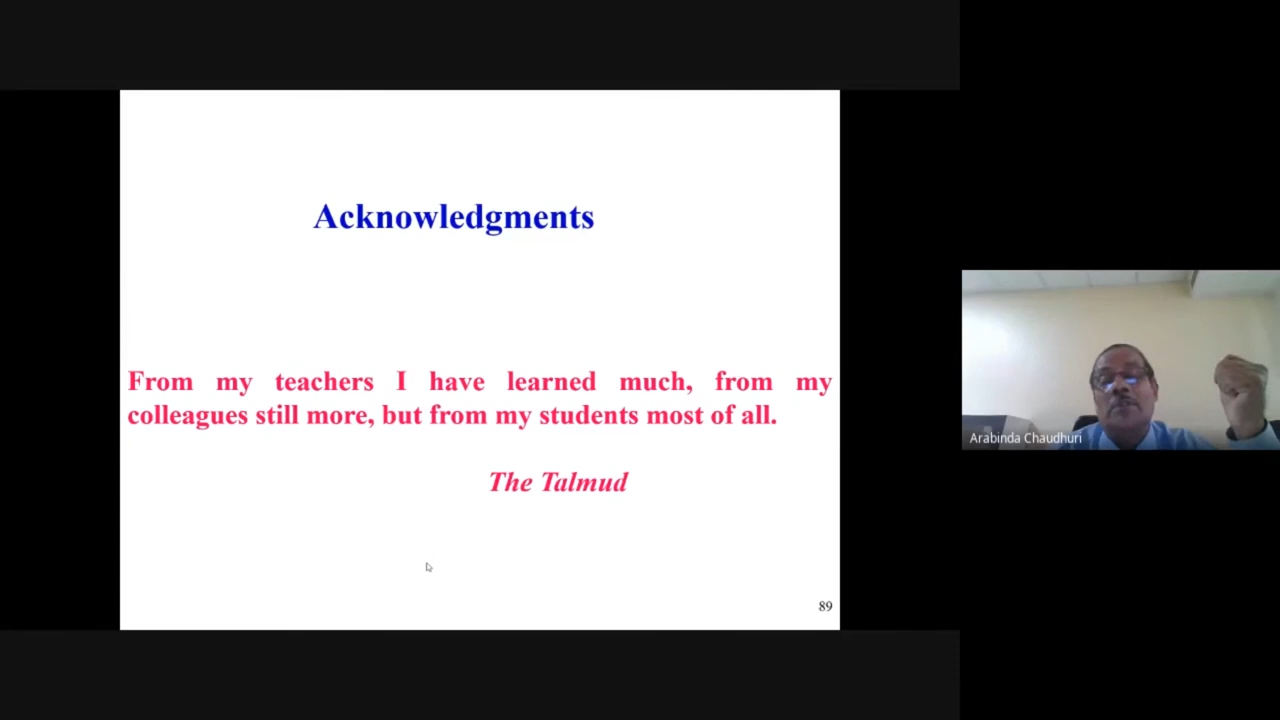 Acknowledgments
From my teachers I have learned much, from my
colleagues still more, but from my students most of all.
The Talmud
89
Arabinda Chaudhuri